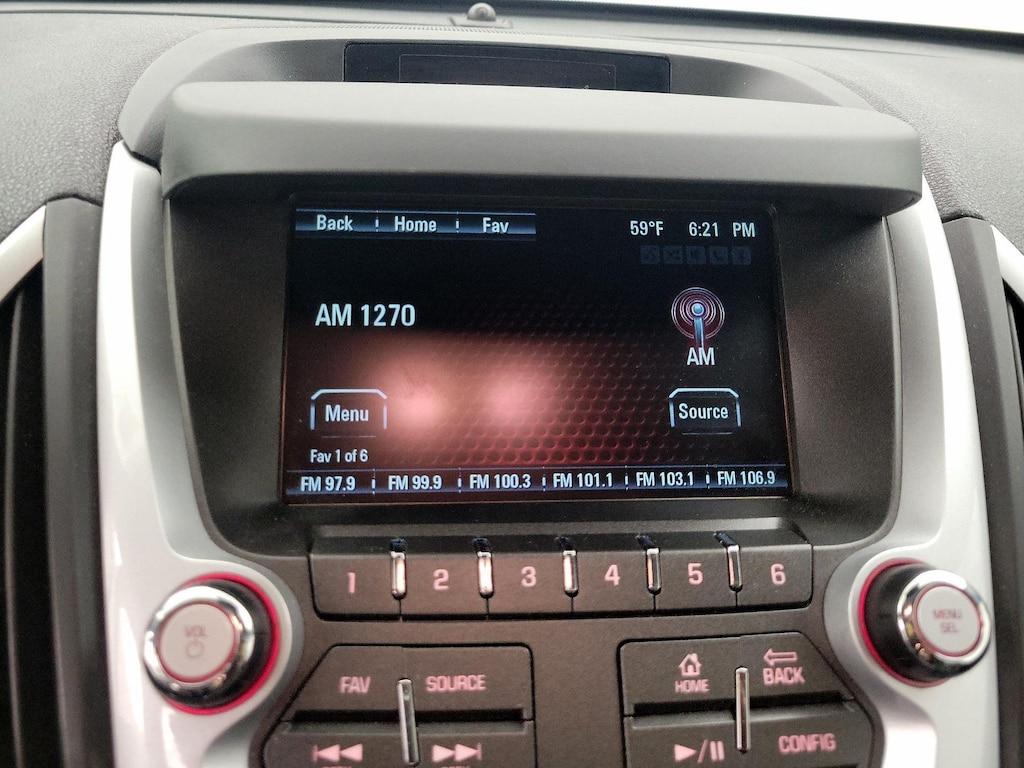 Back Home Fav 59°F 6:21 PM
AM 1270
AM
Menu Source
Fav 1 of 6
FM 97.9 FM 99.9 FM 100.3 FM 101.1 FM 103.1 FM 106.9
1 2 3 4 5 6
VOL
MENU
SEL
FAV SOURCE
HOME
BACK
CONFIG